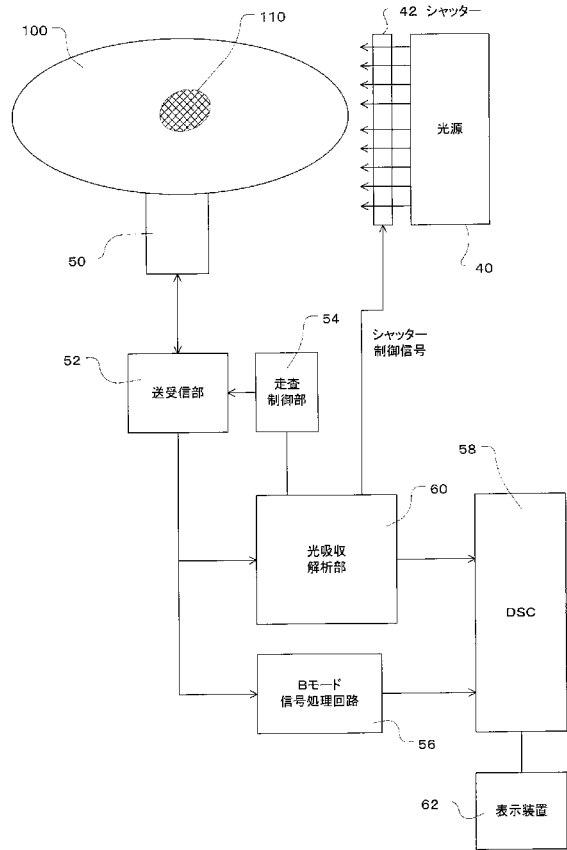 42 シャッター
100
110
光源
50
40
54
シャッター
制御信号
52
送受信部
走査
制御部
58
60
光吸収
解析部
DSC
Bモード
信号処理回路
56
62
表示装置